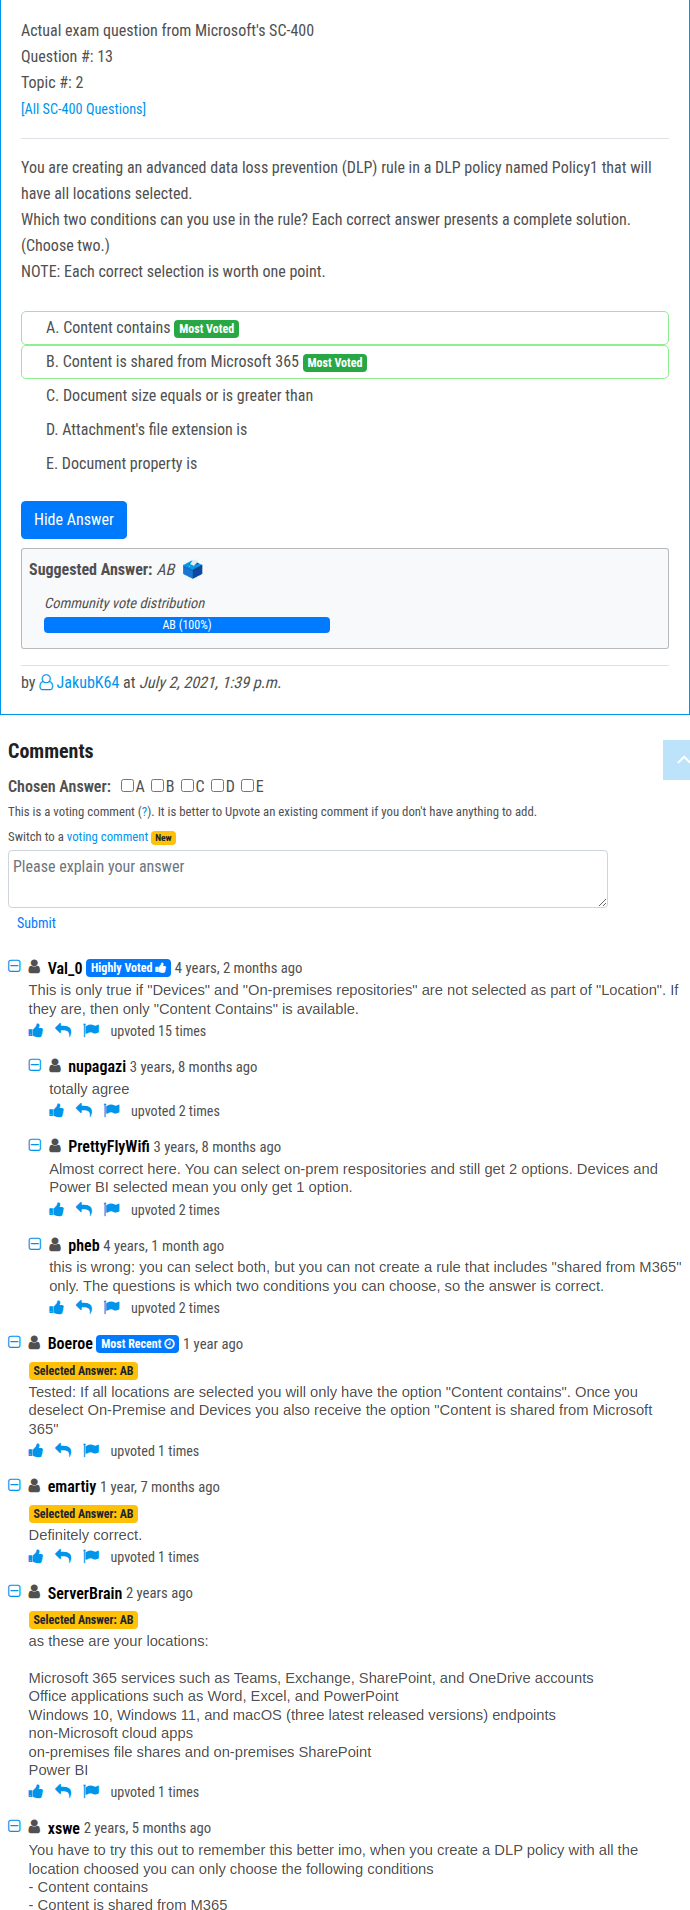 Actual exam question from Microsoft's SC-400
Question #: 13
Topic #: 2
[All SC-400 Questions]
You are creating an advanced data loss prevention (DLP) rule in a DLP policy named Policy1 that will
have all locations selected.
Which two conditions can you use in the rule? Each correct answer presents a complete solution.
(Choose two.)
NOTE: Each correct selection is worth one point.
A. Content contains Most Voted
B. Content is shared from Microsoft 365 Most Voted
C. Document size equals or is greater than
D. Attachment's file extension is
E. Document property is
Hide Answer
Suggested Answer: AB
Community vote distribution
AB (100%)
by JakubK64 at July 2, 2021, 1:39 p.m.
Comments
Chosen Answer: A B C D E
This is a voting comment (?). It is better to Upvote an existing comment if you don't have anything to add.
Switch to a voting comment New
Please explain your answer
Submit
Val_0 Highly Voted 4 years, 2 months ago
This is only true if "Devices" and "On-premises repositories" are not selected as part of "Location". If
they are, then only "Content Contains" is available.
upvoted 15 times
nupagazi 3 years, 8 months ago
totally agree
upvoted 2 times
PrettyFlyWifi 3 years, 8 months ago
Almost correct here. You can select on-prem respositories and still get 2 options. Devices and
Power BI selected mean you only get 1 option.
upvoted 2 times
pheb 4 years, 1 month ago
this is wrong: you can select both, but you can not create a rule that includes "shared from M365"
only. The questions is which two conditions you can choose, so the answer is correct.
upvoted 2 times
Boeroe Most Recent 1 year ago
Selected Answer: AB
Tested: If all locations are selected you will only have the option "Content contains". Once you
deselect On-Premise and Devices you also receive the option "Content is shared from Microsoft
365"
upvoted 1 times
emartiy 1 year, 7 months ago
Selected Answer: AB
Definitely correct.
upvoted 1 times
ServerBrain 2 years ago
Selected Answer: AB
as these are your locations:
Microsoft 365 services such as Teams, Exchange, SharePoint, and OneDrive accounts
Office applications such as Word, Excel, and PowerPoint
Windows 10, Windows 11, and macOS (three latest released versions) endpoints
non-Microsoft cloud apps
on-premises file shares and on-premises SharePoint
Power BI
upvoted 1 times
xswe 2 years, 5 months ago
You have to try this out to remember this better imo, when you create a DLP policy with all the
location choosed you can only choose the following conditions
- Content contains
- Content is shared from M365